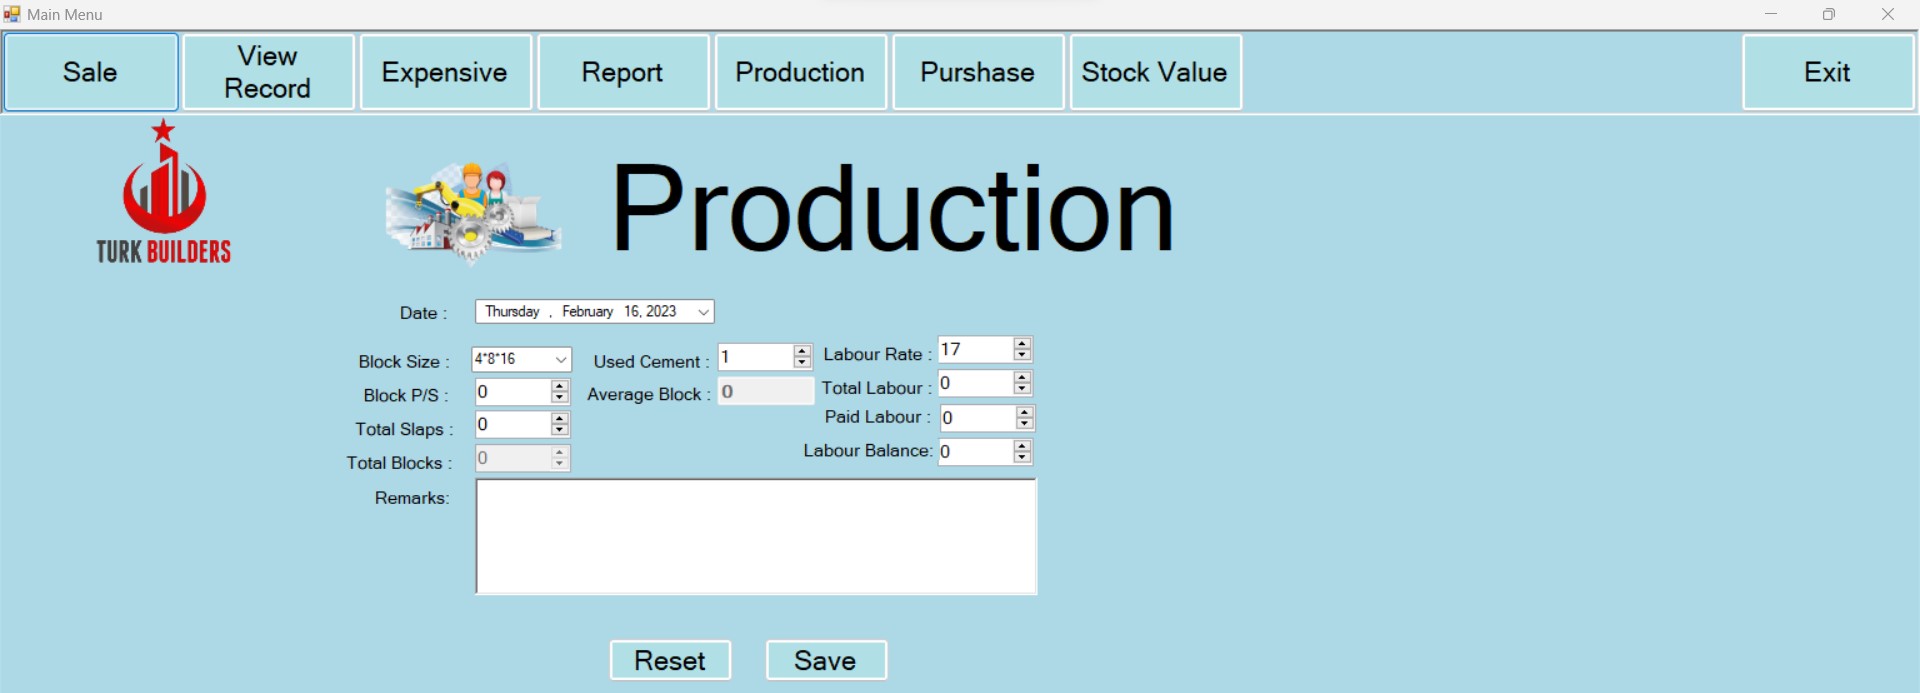 Main Menu
Sale
View
Record
Expensive
Report
Production
Purshase
Stock Value
Exit
TURK BUILDERS
Production
Date : Thursday , February 16, 2023
Block Size : 4*8*16 Used Cement : 1 Labour Rate : 17
Block P/S : 0 Average Block : 0 Total Labour : 0
Total Slaps : 0 Paid Labour : 0
Total Blocks : 0 Labour Balance: 0
Remarks:
Reset Save